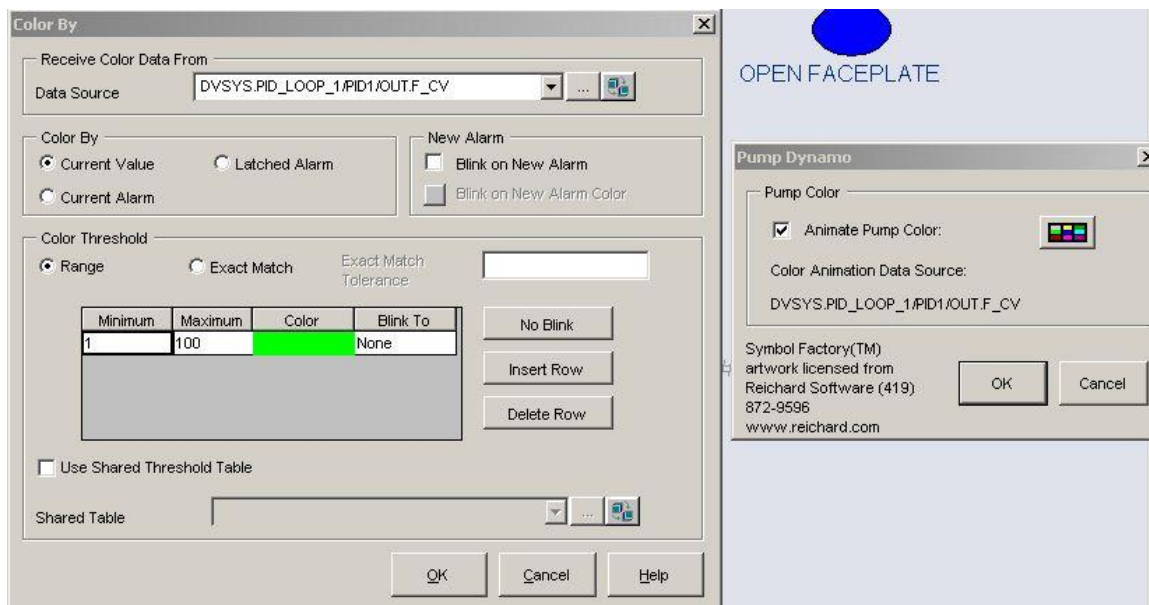 Color By
Receive Color Data From
Data Source
DVSYS.PID_LOOP_1/PID1/OUT.F_CV
...
Color By
Current Value
Latched Alarm
Current Alarm
New Alarm
Blink on New Alarm
Blink on New Alarm Color
Color Threshold
Range
Exact Match
Exact Match
Tolerance
Minimum Maximum Color Blink To
1 100 None
No Blink
Insert Row
Delete Row
Use Shared Threshold Table
Shared Table
...
OK
Cancel
Help
OPEN FACEPLATE
Pump Dynamo
Pump Color
Animate Pump Color:
Color Animation Data Source:
DVSYS.PID_LOOP_1/PID1/OUT.F_CV
Symbol Factory(TM)
artwork licensed from
Reichard Software (419)
872-9596
www.reichard.com
OK
Cancel